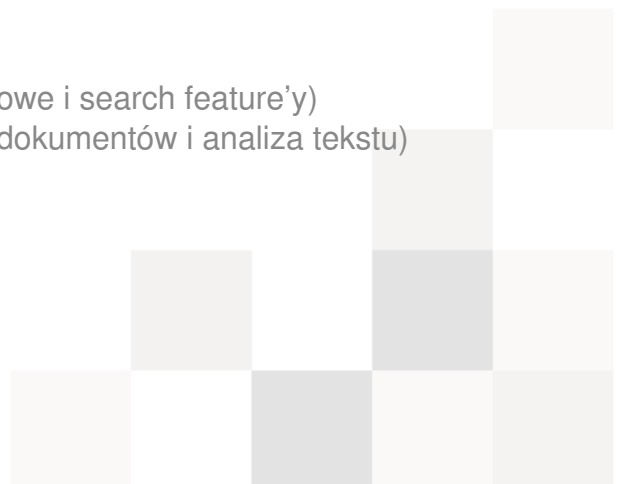 owe i search feature'y)
dokumentów i analiza tekstu)